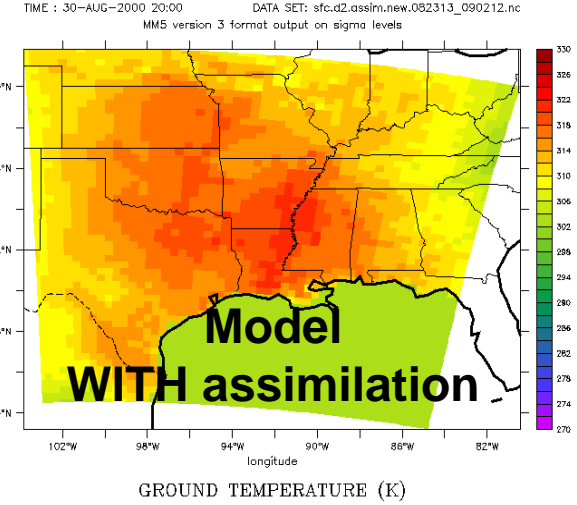 TIME : 30-AUG-2000 20:00 DATA SET: sfc.d2.assim.new.082313_090212.nc
MM5 version 3 format output on sigma levels
330
326
322
318
314
310
306
302
298
294
290
286
282
278
274
270
°N
°N
°N
°N
°N
Model
WITH assimilation
102°W 98°W 94°W 90°W 86°W 82°W
longitude
GROUND TEMPERATURE (K)